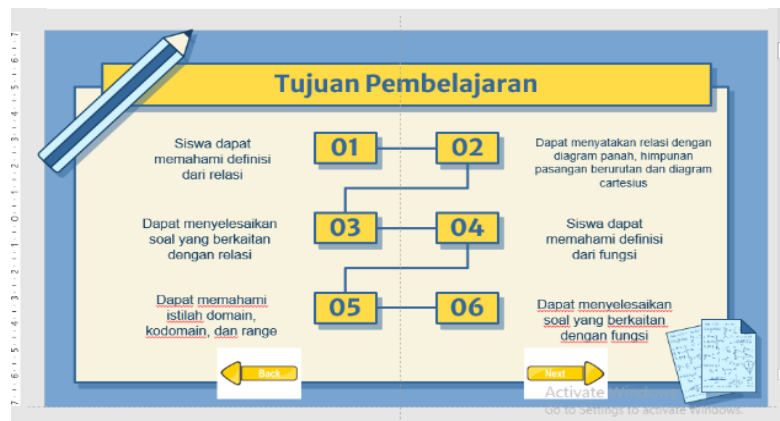 Tujuan Pembelajaran
Siswa dapat
memahami definisi
dari relasi
01
02
Dapat menyatakan relasi dengan
diagram panah, himpunan
pasangan berurutan dan diagram
cartesius
Dapat menyelesaikan
soal yang berkaitan
dengan relasi
03
04
Siswa dapat
memahami definisi
dari fungsi
Dapat memahami
istilah domain,
kodomain, dan range
05
06
Dapat menyelesaikan
soal yang berkaitan
dengan fungsi
Back
Next
Activate Windows
Go to Settings to activate Windows.